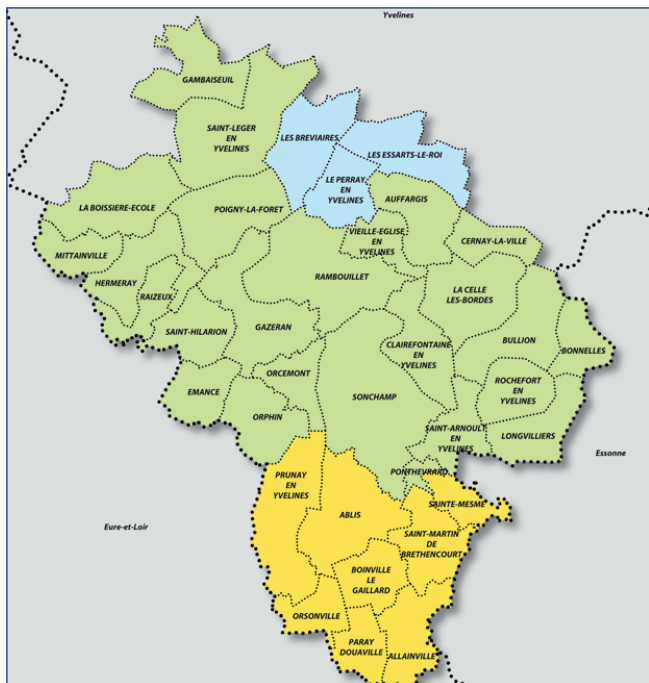 Yvelines
GAMBAISEUIL
SAINT-LEGER
EN
YVELINES
LES BREVIAIRES
LES ESSARTS-LE-ROI
LE PERRAY
EN
YVELINES
AUFFARGIS
LA BOISSIERE-ECOLE
POIGNY-LA-FORET
VIEILLE-EGLISE
EN
YVELINES
CERNAY-LA-VILLE
MITTAINVILLE
HERMERAY
RAIZEUX
RAMBOUILLET
LA CELLE
LES-BORDES
SAINT-HILARION
GAZERAN
CLAIREFONTAINE
EN
YVELINES
BULLION
BONNELLES
ORCEMONT
EMANCE
ROCHEFORT
EN
YVELINES
SONCHAMP
ORPHIN
SAINT-ARNOULT
EN
YVELINES
LONGVILLIERS
Essonne
PONTHEVRARD
PRUNAY
EN
YVELINES
SAINTE-MESME
ABLIS
Eure-et-Loir
SAINT-MARTIN
DE
BRETHENCOURT
BOINVILLE
LE
GAILLARD
ORSONVILLE
PARAY
DOUAVILLE
ALLAINVILLE